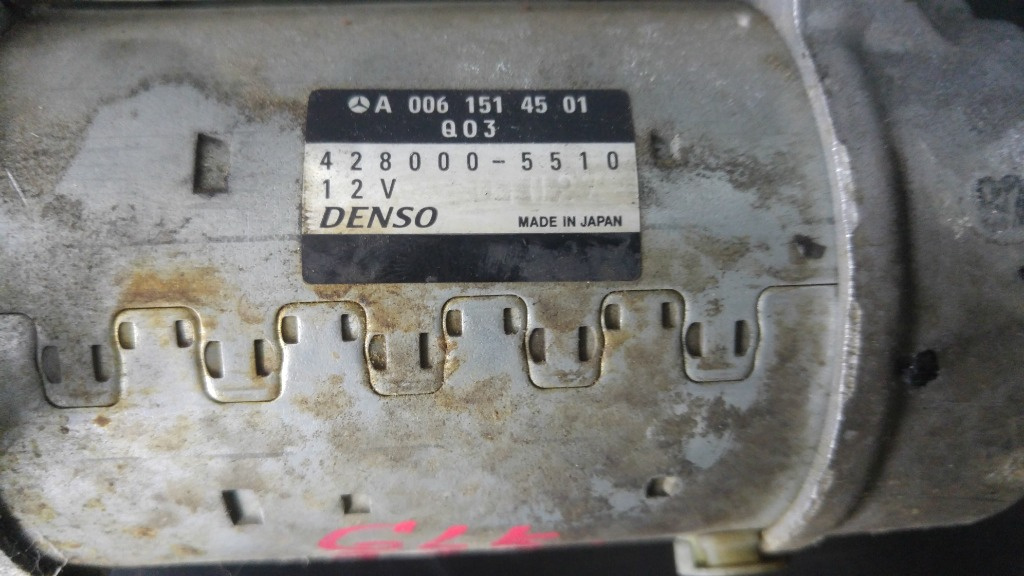 A 006 151 45 01
Q03
428000-5510
12V
DENSO MADE IN JAPAN